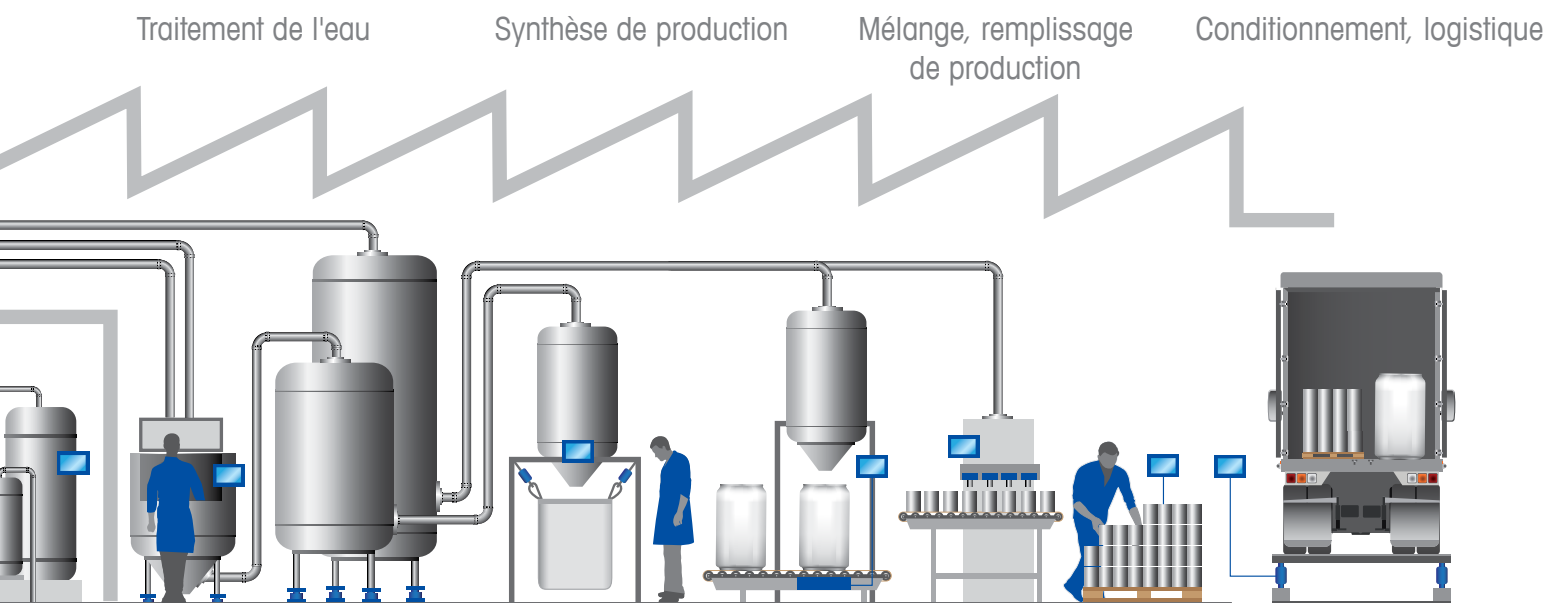 Traitement de l'eau
Synthèse de production
Mélange, remplissage
de production
Conditionnement, logistique